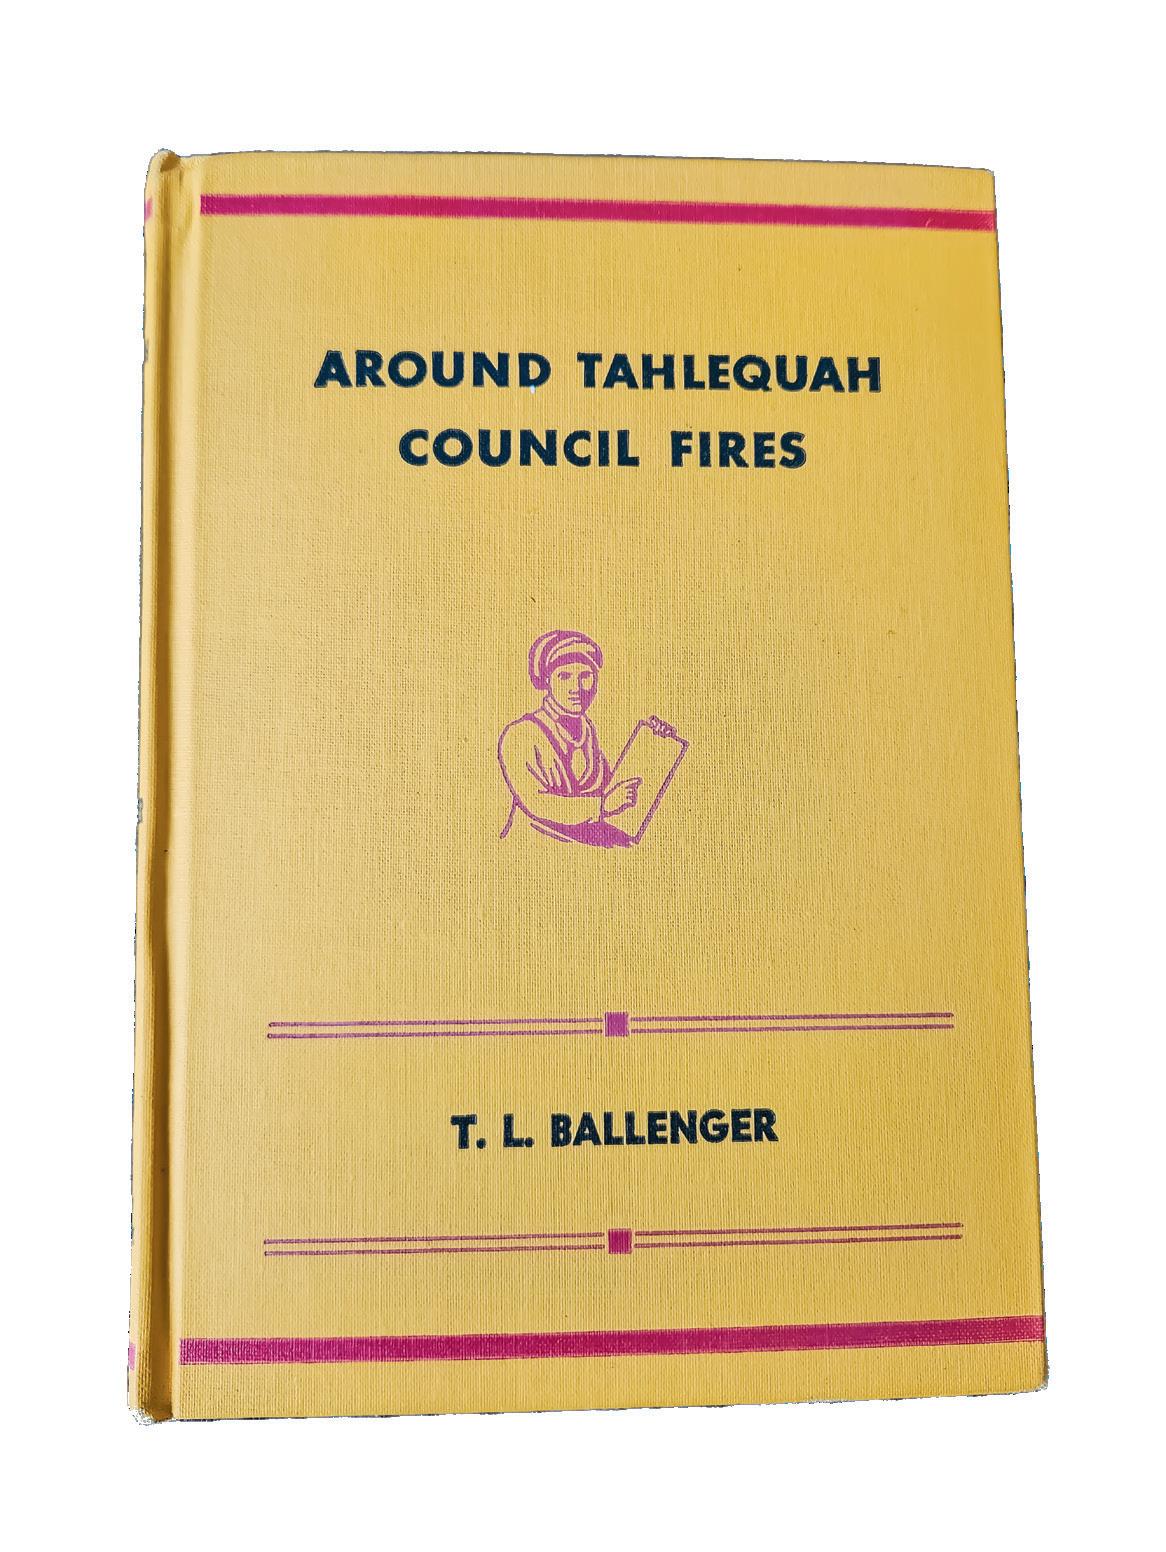 AROUND TAHLEQUAH
COUNCIL FIRES
T. L. BALLENGER